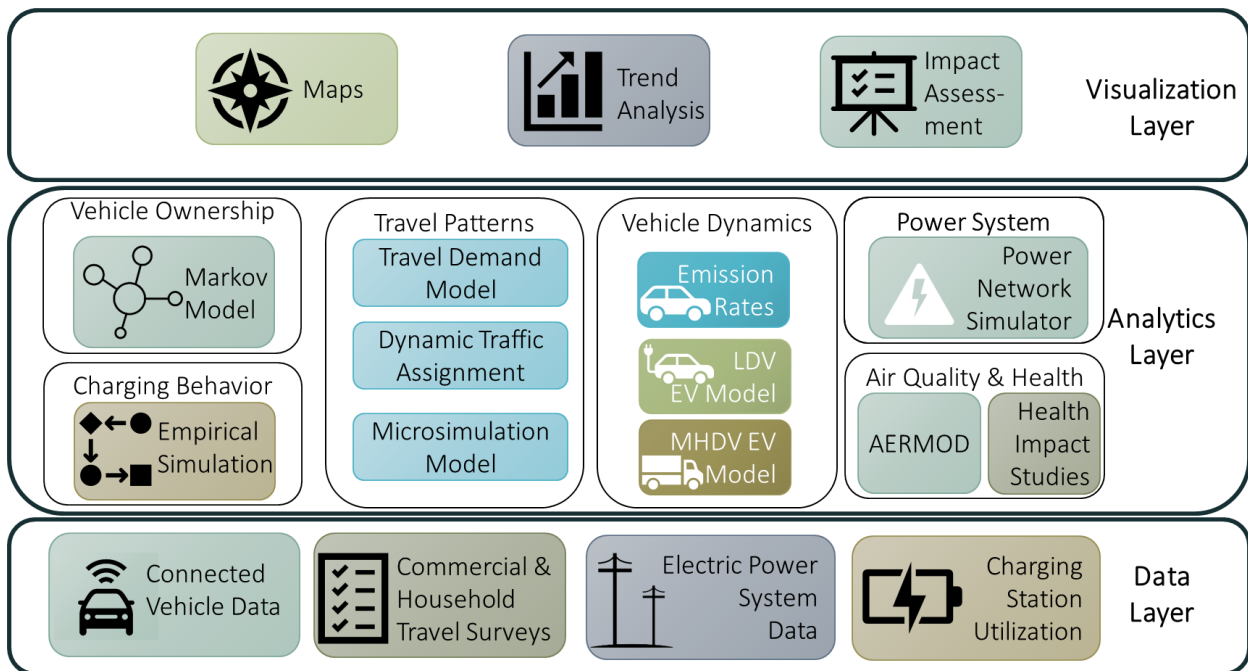 Maps
Trend
Analysis
Impact
Assess-
ment
Visualization
Layer
Vehicle Ownership
Markov
Model
Charging Behavior
Empirical
Simulation
Travel Patterns
Travel Demand
Model
Dynamic Traffic
Assignment
Microsimulation
Model
Vehicle Dynamics
Emission
Rates
LDV
EV Model
MHDV EV
Model
Power System
Power
Network
Simulator
Air Quality & Health
AERMOD
Health
Impact
Studies
Analytics
Layer
Connected
Vehicle Data
Commercial &
Household
Travel Surveys
Electric Power
System
Data
Charging
Station
Utilization
Data
Layer